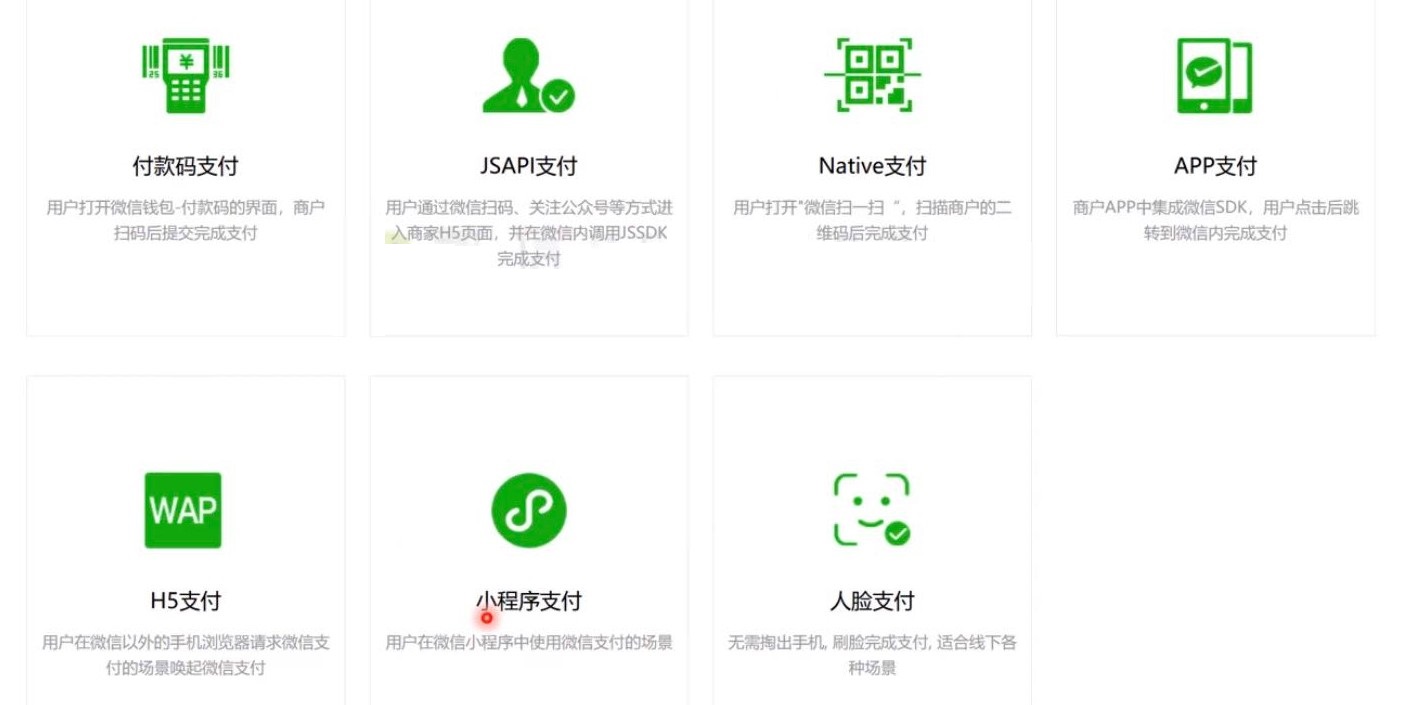 25
36
付款码支付
用户打开微信钱包-付款码的界面，商户
扫码后提交完成支付
JSAPI支付
用户通过微信扫码、关注公众号等方式进
入商家H5页面，并在微信内调用JSSDK
完成支付
Native支付
用户打开"微信扫一扫“，扫描商户的二
维码后完成支付
APP支付
商户APP中集成微信SDK，用户点击后跳
转到微信内完成支付
WAP
H5支付
用户在微信以外的手机浏览器请求微信支
付的场景唤起微信支付
小程序支付
用户在微信小程序中使用微信支付的场景
人脸支付
无需掏出手机, 刷脸完成支付, 适合线下各
种场景